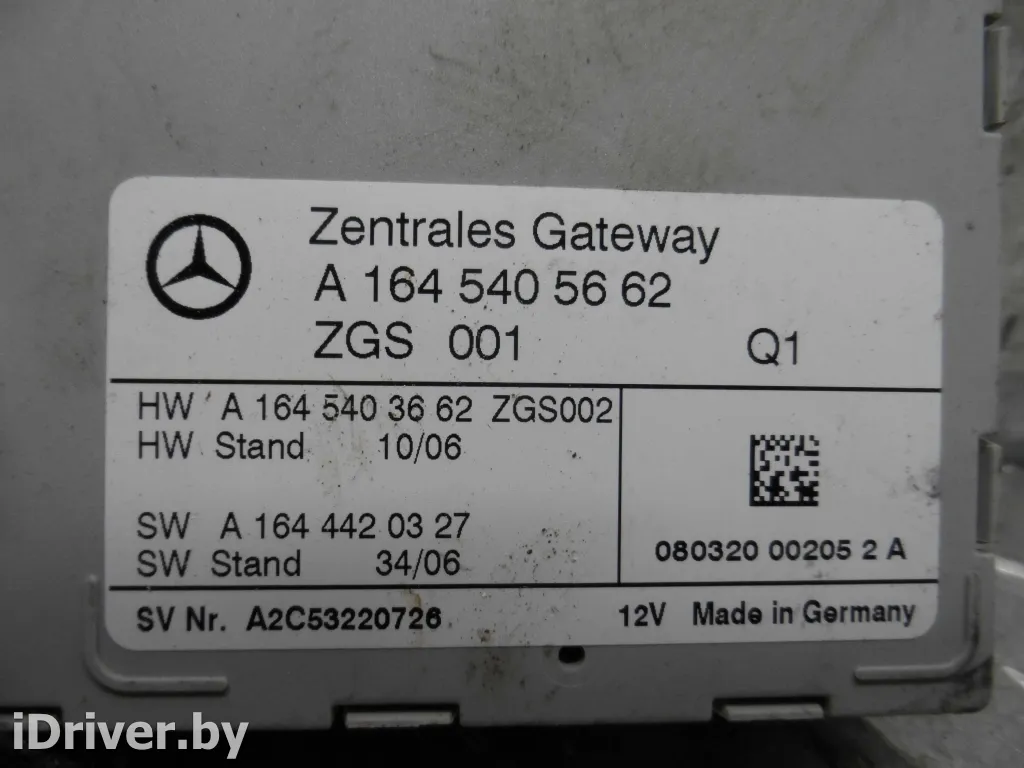 Zentrales Gateway
A 164 540 56 62
ZGS 001 Q1
HW A 164 540 36 62 ZGS002
HW Stand 10/06
SW A 164 442 03 27
SW Stand 34/06
080320 00205 2 A
SV Nr. A2C53220726 12V Made in Germany
iDriver.by